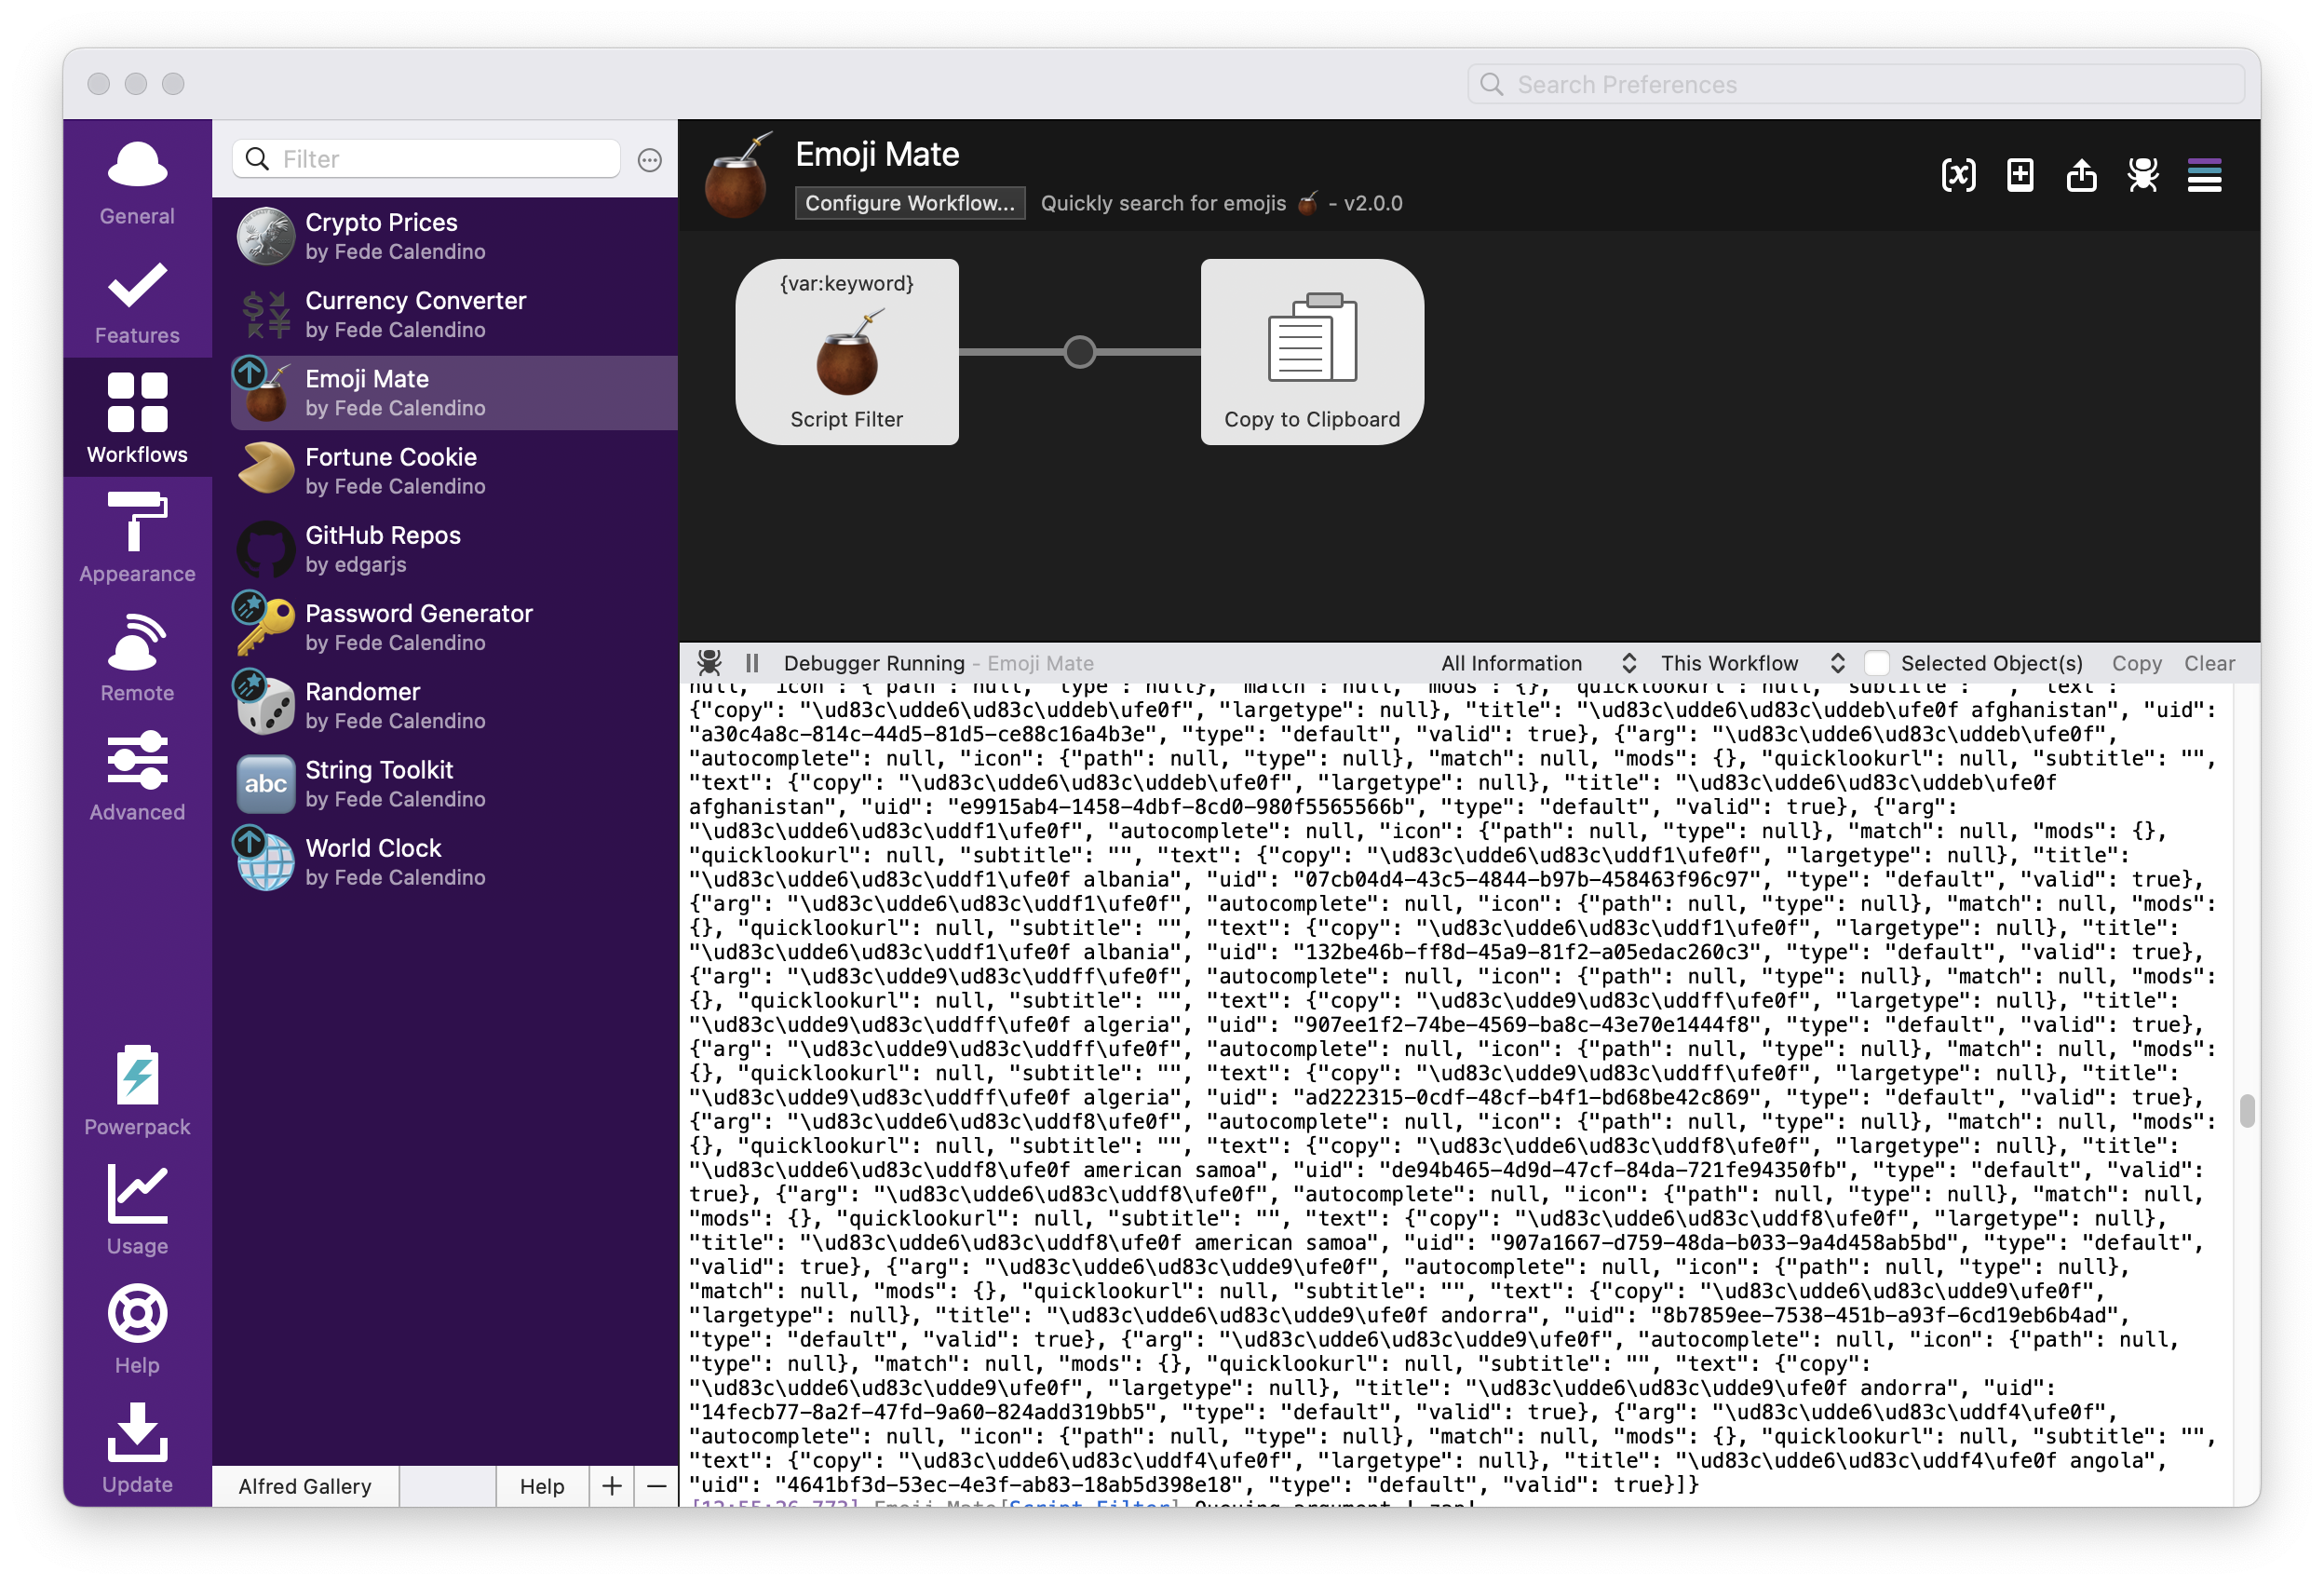 Search Preferences
General
Features
Workflows
Appearance
Remote
Advanced
Powerpack
Usage
Help
Update
Filter
Crypto Prices
by Fede Calendino
Currency Converter
by Fede Calendino
Emoji Mate
by Fede Calendino
Fortune Cookie
by Fede Calendino
GitHub Repos
by edgarjs
Password Generator
by Fede Calendino
Randomer
by Fede Calendino
abc
String Toolkit
by Fede Calendino
World Clock
by Fede Calendino
Alfred Gallery
Help
Emoji Mate
Configure Workflow...
Quickly search for emojis 🧉 - v2.0.0
{var:keyword}
Script Filter
Copy to Clipboard
Debugger Running - Emoji Mate
All Information
This Workflow
Selected Object(s)
Copy
Clear
null, "icon": {"path": null, "type": null}, "match": null, "mods": {}, "quicklookurl": null, "subtitle": "", "text":
{"copy": "\ud83c\udde6\ud83c\uddeb\ufe0f", "largetype": null}, "title": "\ud83c\udde6\ud83c\uddeb\ufe0f afghanistan", "uid":
"a30c4a8c-814c-44d5-81d5-ce88c16a4b3e", "type": "default", "valid": true}, {"arg": "\ud83c\udde6\ud83c\uddeb\ufe0f",
"autocomplete": null, "icon": {"path": null, "type": null}, "match": null, "mods": {}, "quicklookurl": null, "subtitle": "",
"text": {"copy": "\ud83c\udde6\ud83c\uddeb\ufe0f", "largetype": null}, "title": "\ud83c\udde6\ud83c\uddeb\ufe0f
afghanistan", "uid": "e9915ab4-1458-4dbf-8cd0-980f5565566b", "type": "default", "valid": true}, {"arg":
"\ud83c\udde6\ud83c\uddf1\ufe0f", "autocomplete": null, "icon": {"path": null, "type": null}, "match": null, "mods": {},
"quicklookurl": null, "subtitle": "", "text": {"copy": "\ud83c\udde6\ud83c\uddf1\ufe0f", "largetype": null}, "title":
"\ud83c\udde6\ud83c\uddf1\ufe0f albania", "uid": "07cb04d4-43c5-4844-b97b-458463f96c97", "type": "default", "valid": true},
{"arg": "\ud83c\udde6\ud83c\uddf1\ufe0f", "autocomplete": null, "icon": {"path": null, "type": null}, "match": null, "mods":
{}, "quicklookurl": null, "subtitle": "", "text": {"copy": "\ud83c\udde6\ud83c\uddf1\ufe0f", "largetype": null}, "title":
"\ud83c\udde6\ud83c\uddf1\ufe0f albania", "uid": "132be46b-ff8d-45a9-81f2-a05edac260c3", "type": "default", "valid": true},
{"arg": "\ud83c\udde9\ud83c\uddff\ufe0f", "autocomplete": null, "icon": {"path": null, "type": null}, "match": null, "mods":
{}, "quicklookurl": null, "subtitle": "", "text": {"copy": "\ud83c\udde9\ud83c\uddff\ufe0f", "largetype": null}, "title":
"\ud83c\udde9\ud83c\uddff\ufe0f algeria", "uid": "907ee1f2-74be-4569-ba8c-43e70e1444f8", "type": "default", "valid": true},
{"arg": "\ud83c\udde9\ud83c\uddff\ufe0f", "autocomplete": null, "icon": {"path": null, "type": null}, "match": null, "mods":
{}, "quicklookurl": null, "subtitle": "", "text": {"copy": "\ud83c\udde9\ud83c\uddff\ufe0f", "largetype": null}, "title":
"\ud83c\udde9\ud83c\uddff\ufe0f algeria", "uid": "ad222315-0cdf-48cf-b4f1-bd68be42c869", "type": "default", "valid": true},
{"arg": "\ud83c\udde6\ud83c\uddf8\ufe0f", "autocomplete": null, "icon": {"path": null, "type": null}, "match": null, "mods":
{}, "quicklookurl": null, "subtitle": "", "text": {"copy": "\ud83c\udde6\ud83c\uddf8\ufe0f", "largetype": null}, "title":
"\ud83c\udde6\ud83c\uddf8\ufe0f american samoa", "uid": "de94b465-4d9d-47cf-84da-721fe94350fb", "type": "default", "valid":
true}, {"arg": "\ud83c\udde6\ud83c\uddf8\ufe0f", "autocomplete": null, "icon": {"path": null, "type": null}, "match": null,
"mods": {}, "quicklookurl": null, "subtitle": "", "text": {"copy": "\ud83c\udde6\ud83c\uddf8\ufe0f", "largetype": null},
"title": "\ud83c\udde6\ud83c\uddf8\ufe0f american samoa", "uid": "907a1667-d759-48da-b033-9a4d458ab5bd", "type": "default",
"valid": true}, {"arg": "\ud83c\udde6\ud83c\udde9\ufe0f", "autocomplete": null, "icon": {"path": null, "type": null},
"match": null, "mods": {}, "quicklookurl": null, "subtitle": "", "text": {"copy": "\ud83c\udde6\ud83c\udde9\ufe0f",
"largetype": null}, "title": "\ud83c\udde6\ud83c\udde9\ufe0f andorra", "uid": "8b7859ee-7538-451b-a93f-6cd19eb6b4ad",
"type": "default", "valid": true}, {"arg": "\ud83c\udde6\ud83c\udde9\ufe0f", "autocomplete": null, "icon": {"path": null,
"type": null}, "match": null, "mods": {}, "quicklookurl": null, "subtitle": "", "text": {"copy":
"\ud83c\udde6\ud83c\udde9\ufe0f", "largetype": null}, "title": "\ud83c\udde6\ud83c\udde9\ufe0f andorra", "uid":
"14fecb77-8a2f-47fd-9a60-824add319bb5", "type": "default", "valid": true}, {"arg": "\ud83c\udde6\ud83c\uddf4\ufe0f",
"autocomplete": null, "icon": {"path": null, "type": null}, "match": null, "mods": {}, "quicklookurl": null, "subtitle": "",
"text": {"copy": "\ud83c\udde6\ud83c\uddf4\ufe0f", "largetype": null}, "title": "\ud83c\udde6\ud83c\uddf4\ufe0f angola",
"uid": "4641bf3d-53ec-4e3f-ab83-18ab5d398e18", "type": "default", "valid": true}]}
[12:55:26.773] Emoji Mate[Script Filter] Queuing argument ' zap'